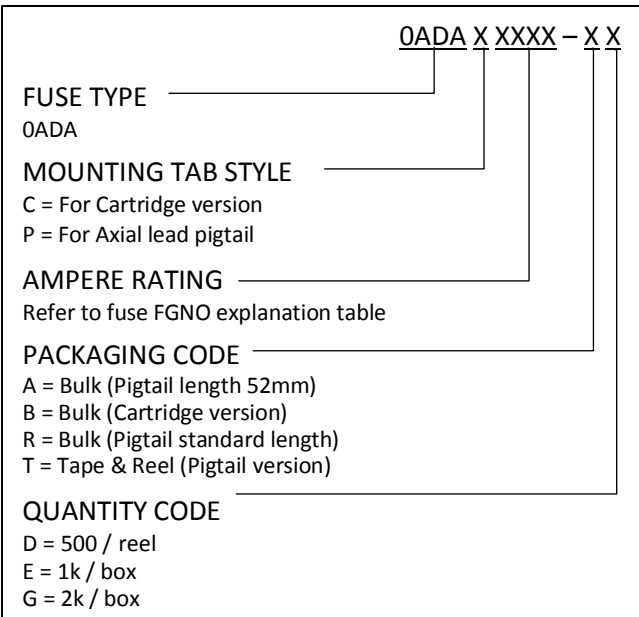 0ADA X XXXX – X X
FUSE TYPE
0ADA
MOUNTING TAB STYLE
C = For Cartridge version
P = For Axial lead pigtail
AMPERE RATING
Refer to fuse FGNO explanation table
PACKAGING CODE
A = Bulk (Pigtail length 52mm)
B = Bulk (Cartridge version)
R = Bulk (Pigtail standard length)
T = Tape & Reel (Pigtail version)
QUANTITY CODE
D = 500 / reel
E = 1k / box
G = 2k / box